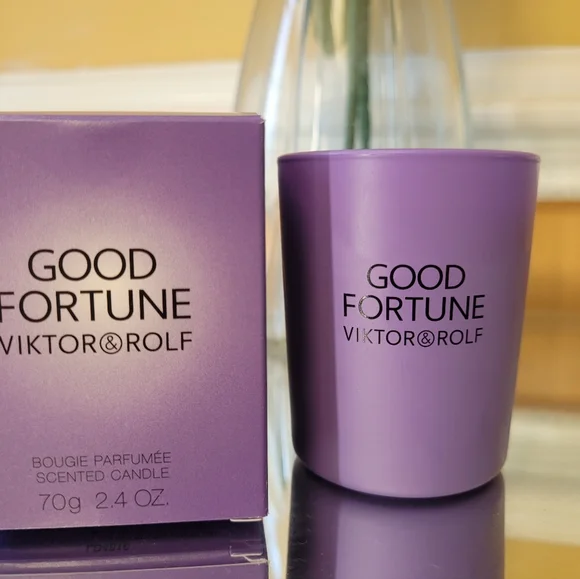 GOOD
FORTUNE
VIKTOR&ROLF
BOUGIE PARFUMÉE
SCENTED CANDLE
70g 2.4 OZ.
GOOD
FORTUNE
VIKTOR&ROLF